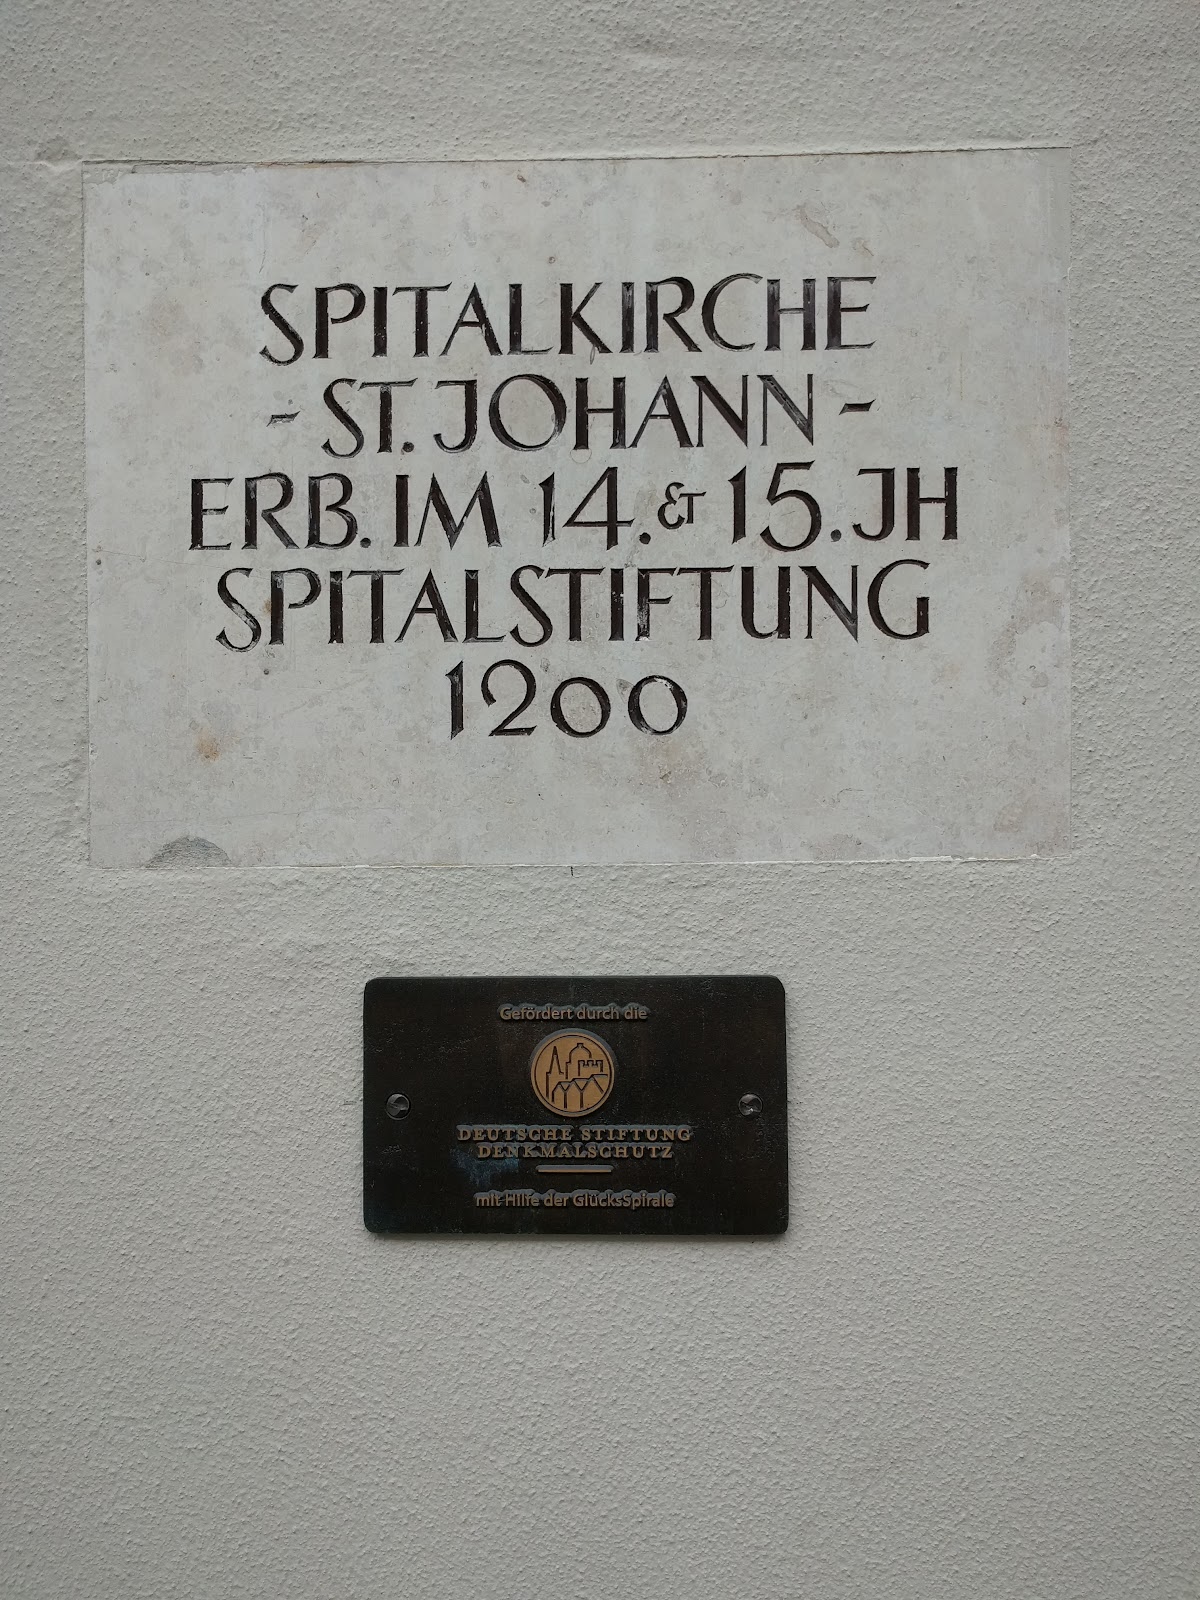 SPITALKIRCHE
- ST. JOHANN -
ERB. IM 14. & 15. JH
SPITALSTIFTUNG
1200
Gefördert durch die
DEUTSCHE STIFTUNG
DENKMALSCHUTZ
mit Hilfe der GlücksSpirale